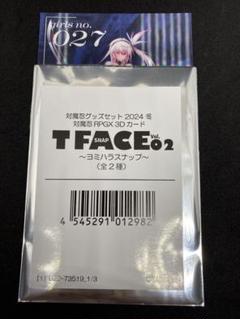 girls no.
027
対魔忍グッズセット 2024 冬
対魔忍RPGX 3Dカード
TFACE Vol.02
SNAP
～ヨミハラスナップ～
（全2種）
4 545291 012982